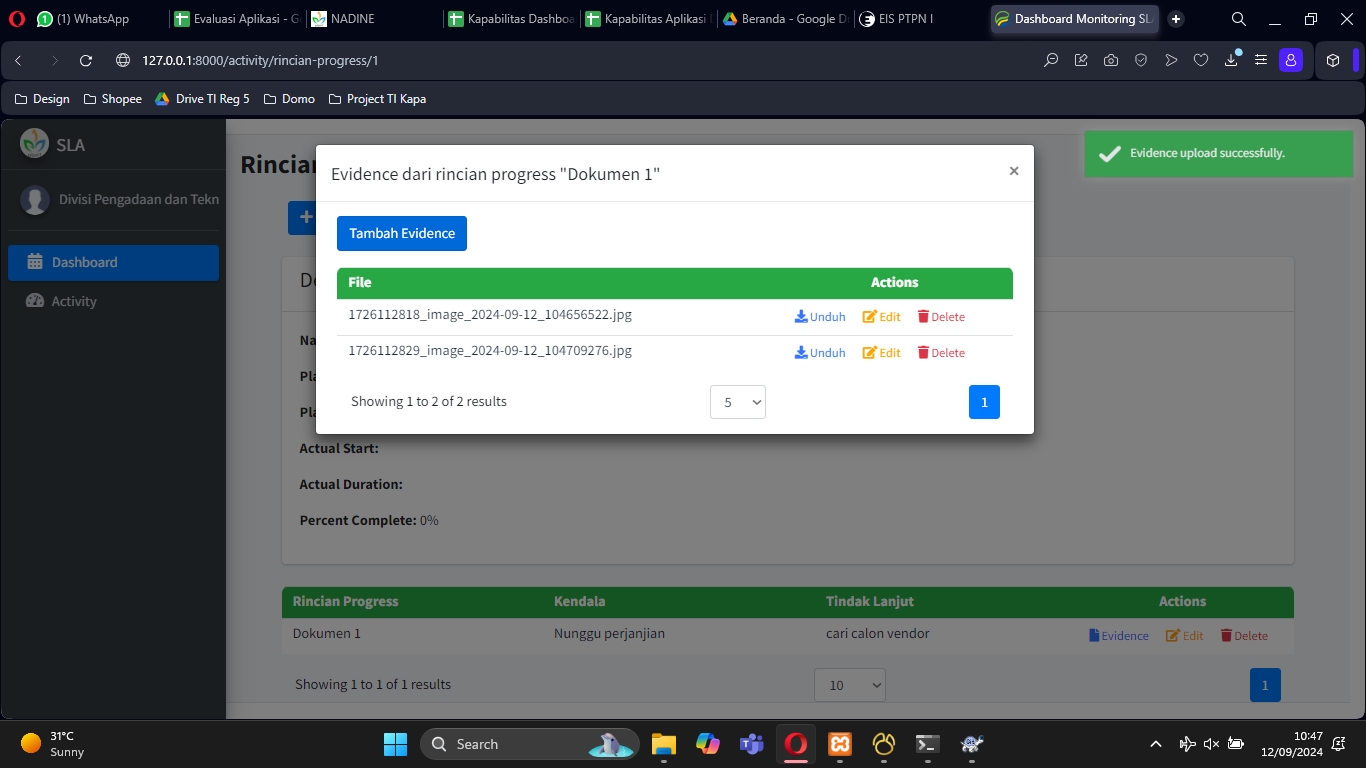 (1) WhatsApp
Evaluasi Aplikasi - G
NADINE
Kapabilitas Dashboa
Kapabilitas Aplikasi
Beranda - Google D
EIS PTPN I
Dashboard Monitoring SL
127.0.0.1:8000/activity/rincian-progress/1
Design
Shopee
Drive TI Reg 5
Domo
Project TI Kapa
SLA
Divisi Pengadaan dan Tekn
Dashboard
Activity
Rincian
Evidence upload successfully.
Evidence dari rincian progress "Dokumen 1"
×
Tambah Evidence
File Actions
1726112818_image_2024-09-12_104656522.jpg Unduh Edit Delete
1726112829_image_2024-09-12_104709276.jpg Unduh Edit Delete
Showing 1 to 2 of 2 results 5 1
Do
Na
Pla
Pla
Actual Start:
Actual Duration:
Percent Complete: 0%
Rincian Progress Kendala Tindak Lanjut Actions
Dokumen 1 Nunggu perjanjian cari calon vendor Evidence Edit Delete
Showing 1 to 1 of 1 results 10 1
31°C
Sunny
Search
10:47
12/09/2024